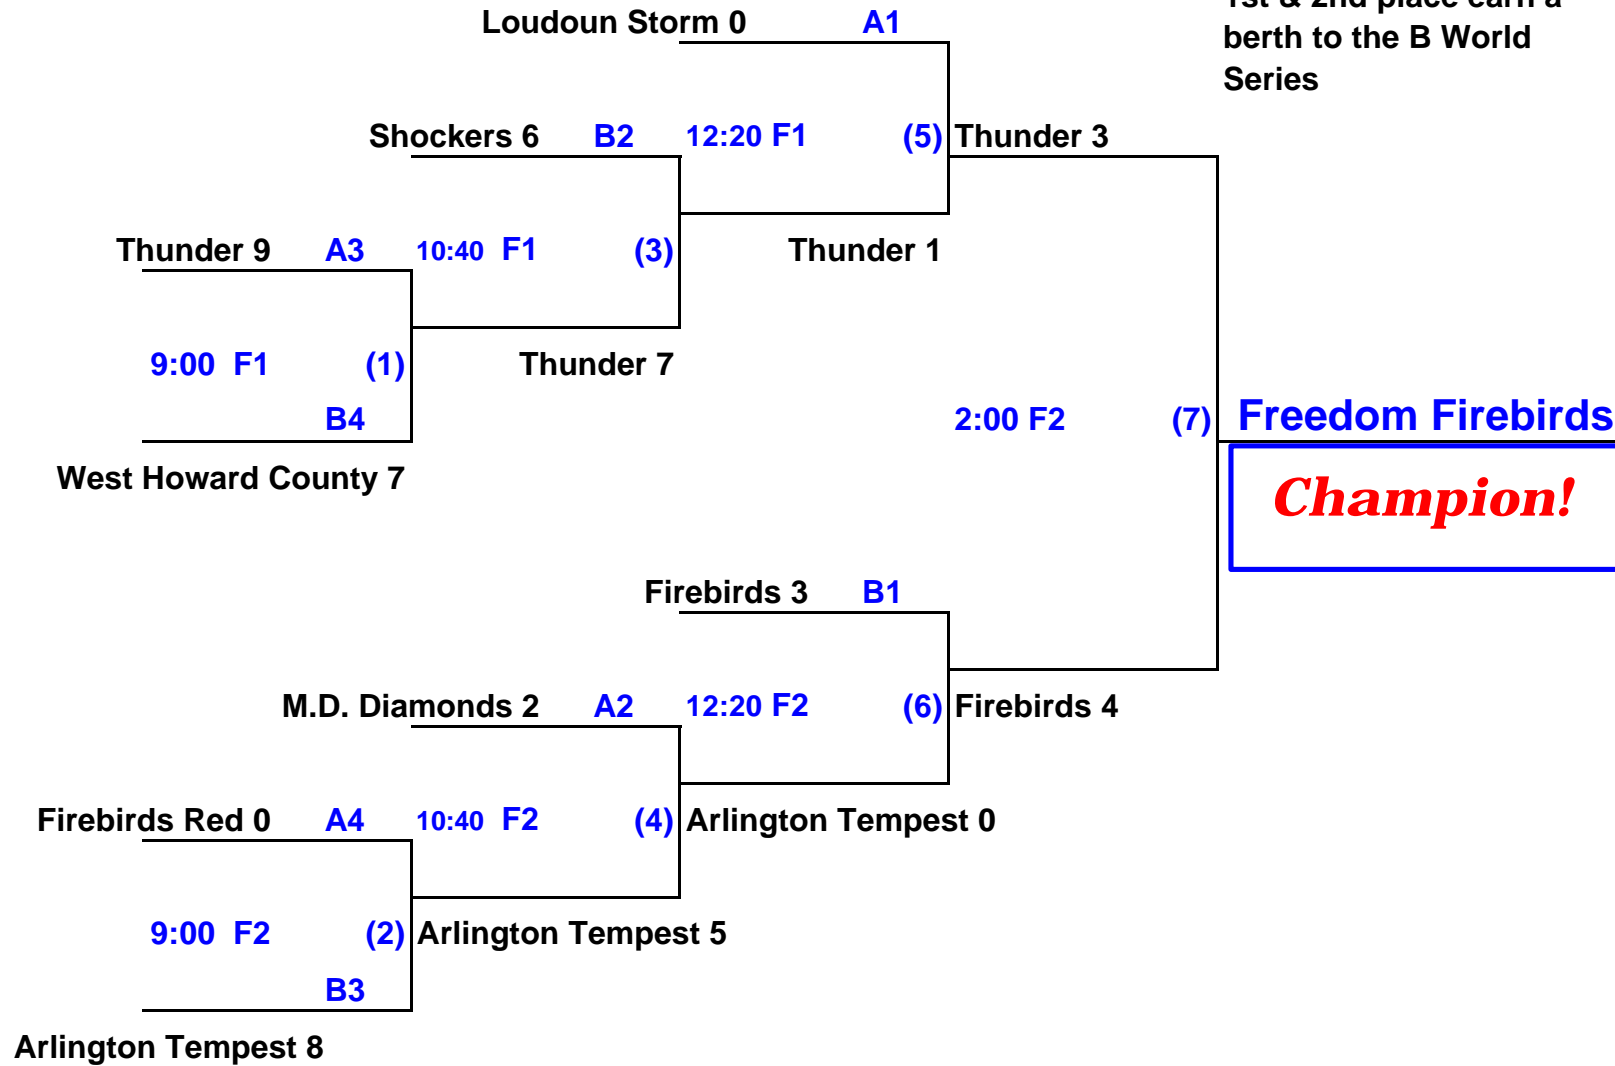 1st & 2nd place earn a
berth to the B World
Series
Loudoun Storm 0 A1
Shockers 6 B2 12:20 F1 (5) Thunder 3
Thunder 9 A3 10:40 F1 (3) Thunder 1
9:00 F1 (1) Thunder 7
B4 2:00 F2 (7) Freedom Firebirds
West Howard County 7
Champion!
Firebirds 3 B1
M.D. Diamonds 2 A2 12:20 F2 (6) Firebirds 4
Firebirds Red 0 A4 10:40 F2 (4) Arlington Tempest 0
9:00 F2 (2) Arlington Tempest 5
B3
Arlington Tempest 8